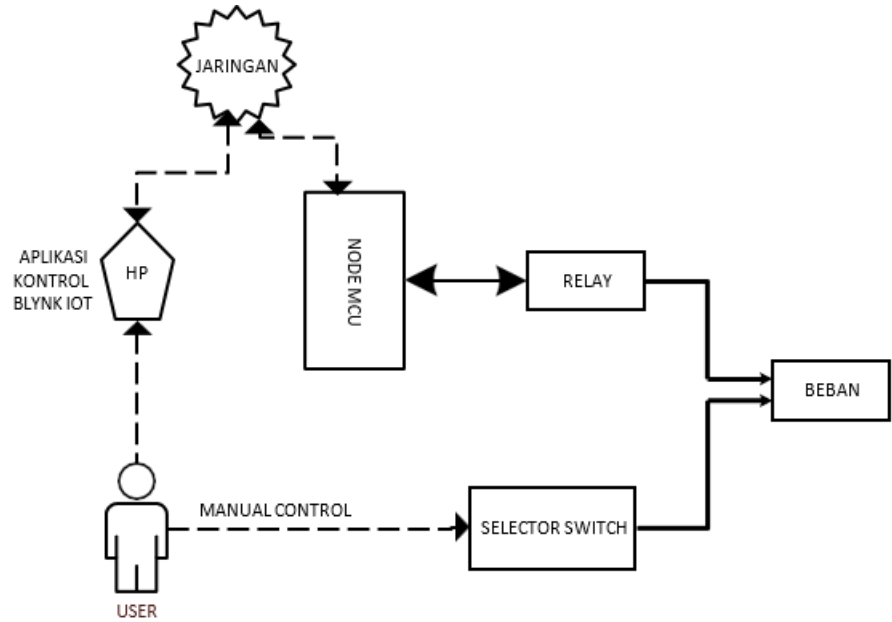 JARINGAN
APLIKASI
KONTROL
BLYNK IOT
HP
NODE MCU
RELAY
BEBAN
MANUAL CONTROL
SELECTOR SWITCH
USER